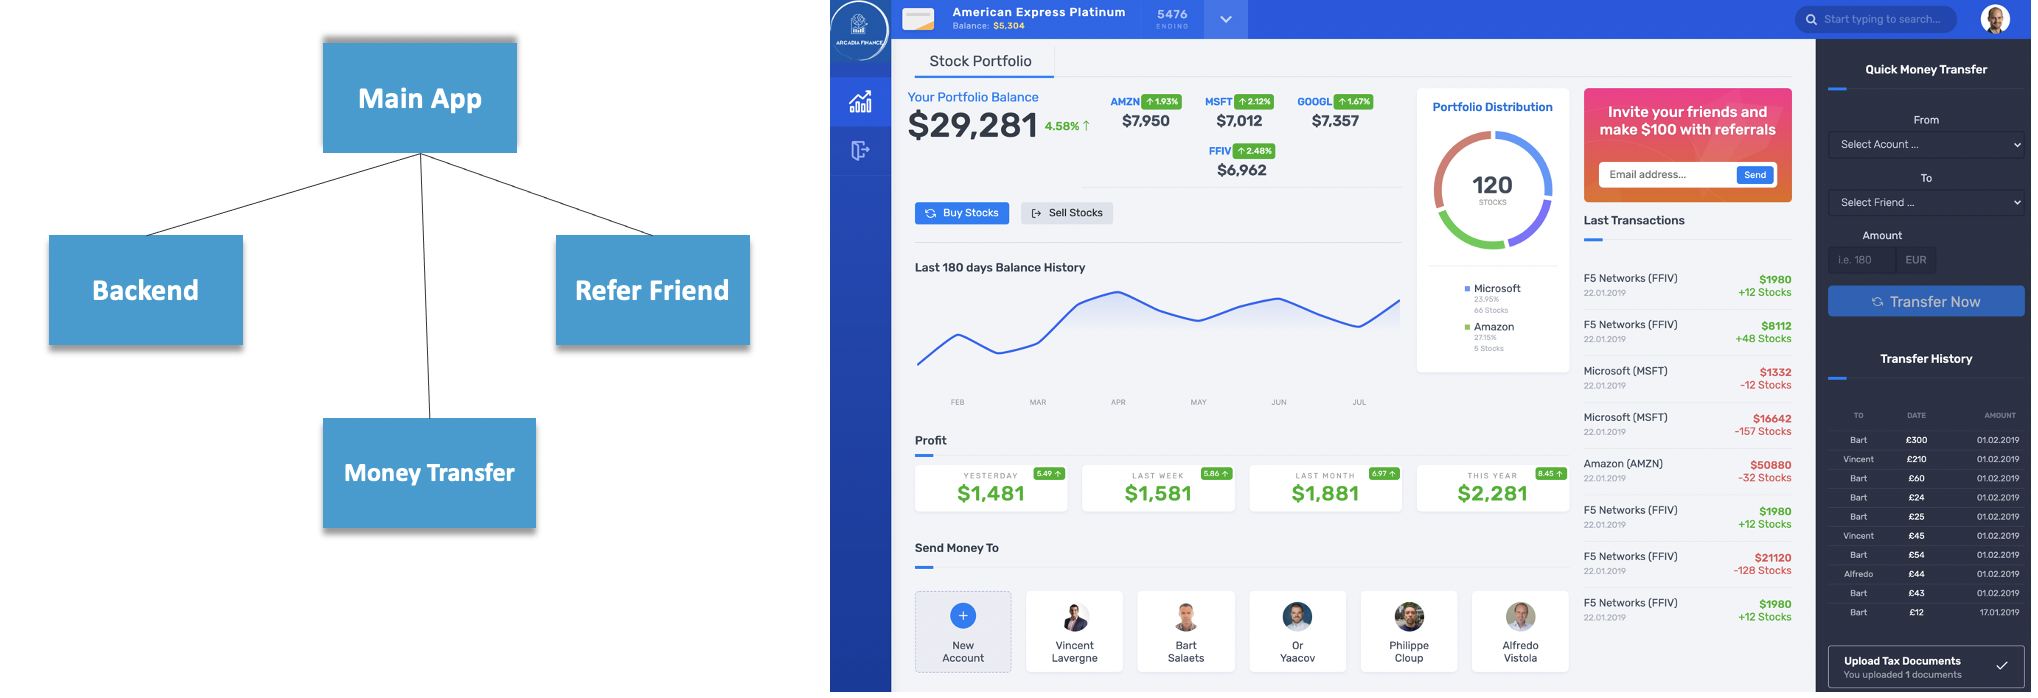 Main App
Backend
Refer Friend
Money Transfer
ARCADIA FINANCE
American Express Platinum
Balance: $5,304
5476
ENDING
Start typing to search...
Stock Portfolio
Your Portfolio Balance
$29,281 4.58% ↑
AMZN ↑ 1.93%
$7,950
MSFT ↑ 2.12%
$7,012
GOOGL ↑ 1.67%
$7,357
FFIV ↑ 2.48%
$6,962
Buy Stocks
Sell Stocks
Last 180 days Balance History
FEB MAR APR MAY JUN JUL
Portfolio Distribution
120
STOCKS
Microsoft
23.95%
66 Stocks
Amazon
27.15%
5 Stocks
Profit
YESTERDAY 5.49 ↑
$1,481
LAST WEEK 5.86 ↑
$1,581
LAST MONTH 6.97 ↑
$1,881
THIS YEAR 8.45 ↑
$2,281
Send Money To
New
Account
Vincent
Lavergne
Bart
Salaets
Or
Yaacov
Philippe
Cloup
Alfredo
Vistola
Invite your friends and
make $100 with referrals
Email address...
Send
Last Transactions
F5 Networks (FFIV) $1980
22.01.2019 +12 Stocks
F5 Networks (FFIV) $8112
22.01.2019 +48 Stocks
Microsoft (MSFT) $1332
22.01.2019 -12 Stocks
Microsoft (MSFT) $16642
22.01.2019 -157 Stocks
Amazon (AMZN) $50880
22.01.2019 -32 Stocks
F5 Networks (FFIV) $1980
22.01.2019 +12 Stocks
F5 Networks (FFIV) $21120
22.01.2019 -128 Stocks
F5 Networks (FFIV) $1980
22.01.2019 +12 Stocks
Quick Money Transfer
From
Select Acount ...
To
Select Friend ...
Amount
i.e. 180 EUR
Transfer Now
Transfer History
TO DATE AMOUNT
Bart £300 01.02.2019
Vincent £210 01.02.2019
Bart £60 01.02.2019
Bart £24 01.02.2019
Bart £25 01.02.2019
Vincent £45 01.02.2019
Bart £54 01.02.2019
Alfredo £44 01.02.2019
Bart £43 01.02.2019
Bart £12 17.01.2019
Upload Tax Documents
You uploaded 1 documents